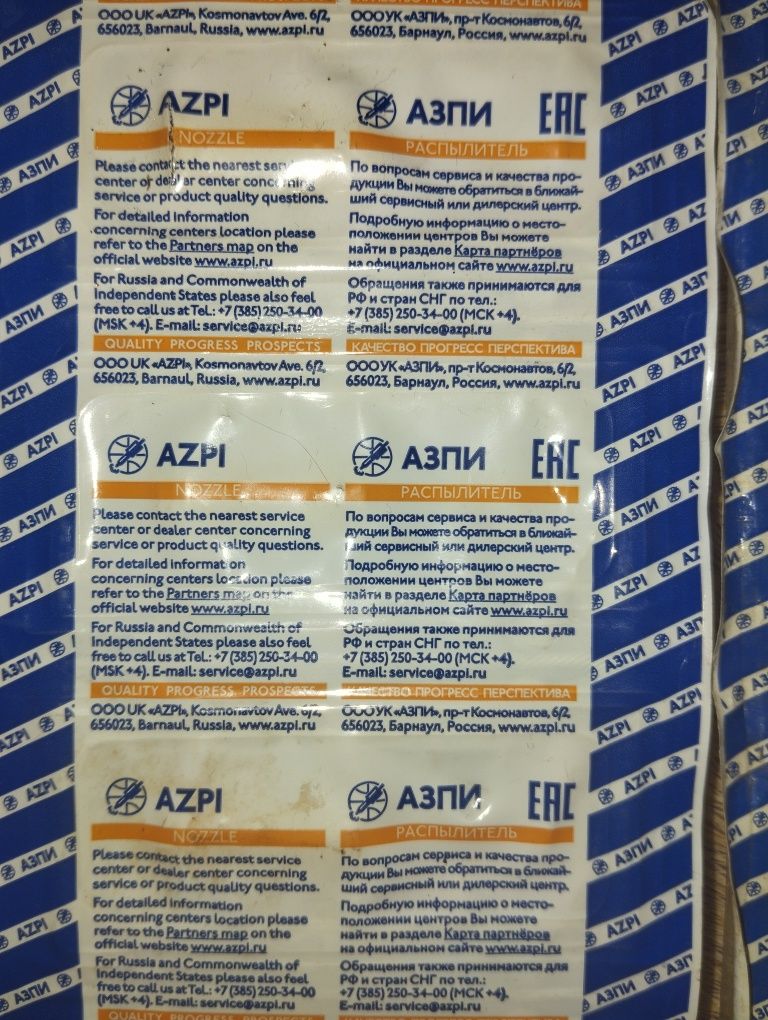 OOO UK «AZPI», Kosmonavtov Ave. 6/2,
656023, Barnaul, Russia, www.azpi.ru
КАЧЕСТВО ПРОГРЕСС ПЕРСПЕКТИВА
ООО УК «АЗПИ», пр-т Космонавтов, 6/2,
656023, Барнаул, Россия, www.azpi.ru
AZPI
NOZZLE
Please contact the nearest service
center or dealer center concerning
service or product quality questions.
For detailed information
concerning centers location please
refer to the Partners map on the
official website www.azpi.ru
For Russia and Commonwealth of
Independent States please also feel
free to call us at Tel.: +7 (385) 250-34-00
(MSK +4). E-mail: service@azpi.ru
QUALITY PROGRESS PROSPECTS
OOO UK «AZPI», Kosmonavtov Ave. 6/2,
656023, Barnaul, Russia, www.azpi.ru
АЗПИ EAC
РАСПЫЛИТЕЛЬ
По вопросам сервиса и качества про-
дукции Вы можете обратиться в ближай-
ший сервисный или дилерский центр.
Подробную информацию о место-
положении центров Вы можете
найти в разделе Карта партнёров
на официальном сайте www.azpi.ru
Обращения также принимаются для
РФ и стран СНГ по тел.:
+7 (385) 250-34-00 (МСК +4).
E-mail: service@azpi.ru
КАЧЕСТВО ПРОГРЕСС ПЕРСПЕКТИВА
ООО УК «АЗПИ», пр-т Космонавтов, 6/2,
656023, Барнаул, Россия, www.azpi.ru
AZPI
NOZZLE
Please contact the nearest service
center or dealer center concerning
service or product quality questions.
For detailed information
concerning centers location please
refer to the Partners map on the
official website www.azpi.ru
For Russia and Commonwealth of
Independent States please also feel
free to call us at Tel.: +7 (385) 250-34-00
(MSK +4). E-mail: service@azpi.ru
QUALITY PROGRESS PROSPECTS
OOO UK «AZPI», Kosmonavtov Ave. 6/2,
656023, Barnaul, Russia, www.azpi.ru
АЗПИ EAC
РАСПЫЛИТЕЛЬ
По вопросам сервиса и качества про-
дукции Вы можете обратиться в ближай-
ший сервисный или дилерский центр.
Подробную информацию о место-
положении центров Вы можете
найти в разделе Карта партнёров
на официальном сайте www.azpi.ru
Обращения также принимаются для
РФ и стран СНГ по тел.:
+7 (385) 250-34-00 (МСК +4).
E-mail: service@azpi.ru
КАЧЕСТВО ПРОГРЕСС ПЕРСПЕКТИВА
ООО УК «АЗПИ», пр-т Космонавтов, 6/2,
656023, Барнаул, Россия, www.azpi.ru
AZPI
NOZZLE
Please contact the nearest service
center or dealer center concerning
service or product quality questions.
For detailed information
concerning centers location please
refer to the Partners map on the
official website www.azpi.ru
For Russia and Commonwealth of
Independent States please also feel
free to call us at Tel.: +7 (385) 250-34-00
(MSK +4). E-mail: service@azpi.ru
QUALITY PROGRESS PROSPECTS
АЗПИ EAC
РАСПЫЛИТЕЛЬ
По вопросам сервиса и качества про-
дукции Вы можете обратиться в ближай-
ший сервисный или дилерский центр.
Подробную информацию о место-
положении центров Вы можете
найти в разделе Карта партнёров
на официальном сайте www.azpi.ru
Обращения также принимаются для
РФ и стран СНГ по тел.:
+7 (385) 250-34-00 (МСК +4).
E-mail: service@azpi.ru